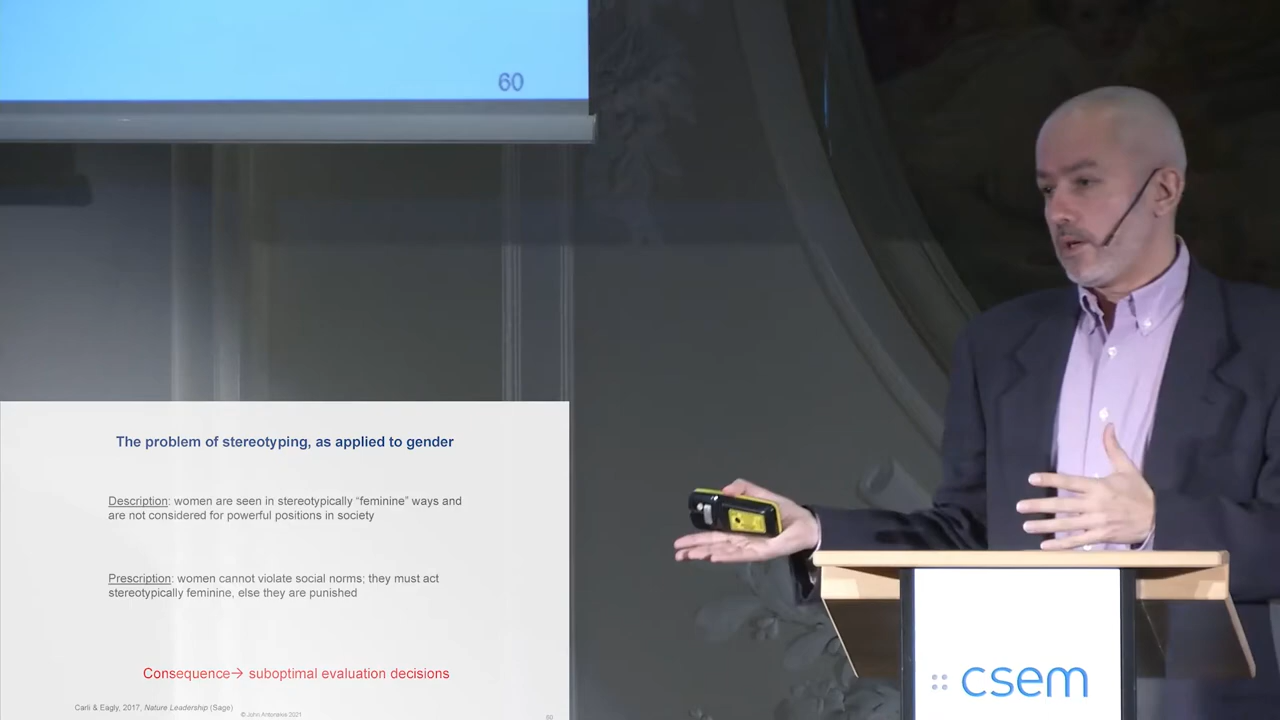 60
The problem of stereotyping, as applied to gender
Description: women are seen in stereotypically “feminine” ways and
are not considered for powerful positions in society
Prescription: women cannot violate social norms; they must act
stereotypically feminine, else they are punished
Consequence→ suboptimal evaluation decisions
Carli & Eagly, 2017, Nature Leadership (Sage)
© John Antonakis 2021
60
csem